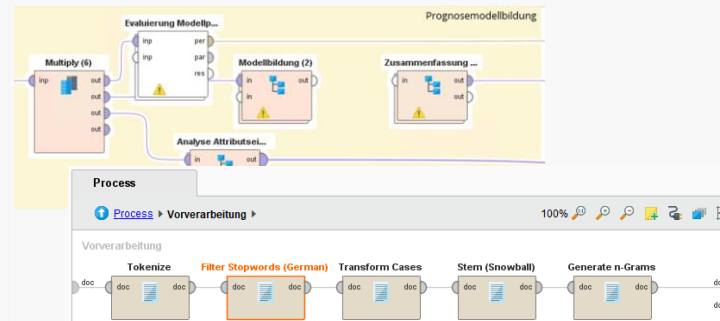 Prognosemodellbildung
Evaluierung Modellp...
inp per
inp par
res
Multiply (6)
inp out
out
out
out
Modellbildung (2)
in out
in
Zusammenfassung ...
in out
out
Analyse Attributsei...
in out
Process
Process Vorverarbeitung
100%
Vorverarbeitung
Tokenize Filter Stopwords (German) Transform Cases Stem (Snowball) Generate n-Grams
doc doc doc doc doc doc doc doc doc doc doc